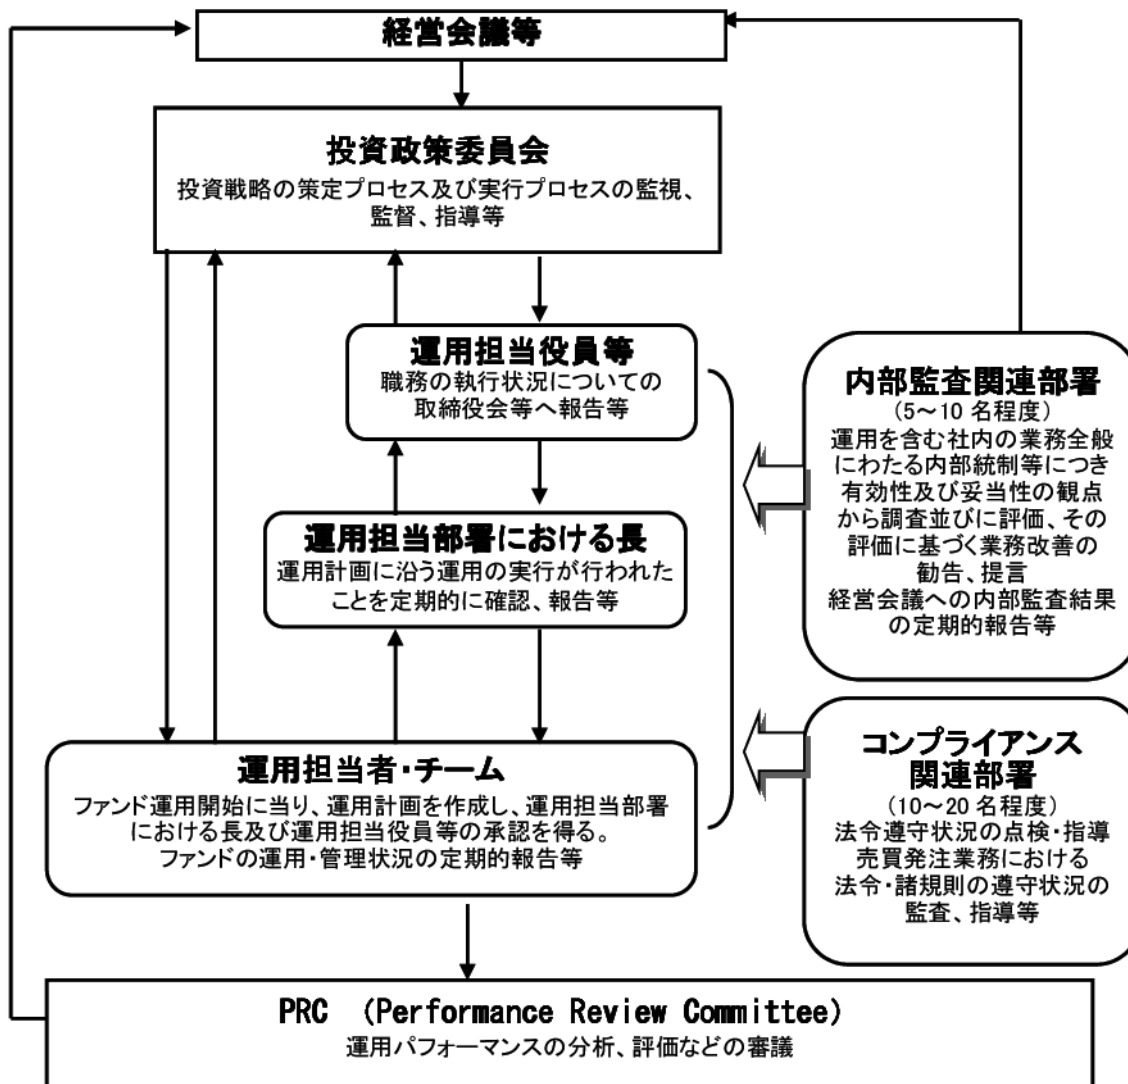 経営会議等
投資政策委員会
投資戦略の策定プロセス及び実行プロセスの監視、
監督、指導等
運用担当役員等
職務の執行状況についての
取締役会等へ報告等
運用担当部署における長
運用計画に沿う運用の実行が行われた
ことを定期的に確認、報告等
運用担当者・チーム
ファンド運用開始に当り、運用計画を作成し、運用担当部署
における長及び運用担当役員等の承認を得る。
ファンドの運用・管理状況の定期的報告等
内部監査関連部署
(5~10 名程度)
運用を含む社内の業務全般
にわたる内部統制等につき
有効性及び妥当性の観点
から調査並びに評価、その
評価に基づく業務改善の
勧告、提言
経営会議への内部監査結果
の定期的報告等
コンプライアンス
関連部署
(10~20 名程度)
法令遵守状況の点検・指導
売買発注業務における
法令・諸規則の遵守状況の
監査、指導等
PRC (Performance Review Committee)
運用パフォーマンスの分析、評価などの審議